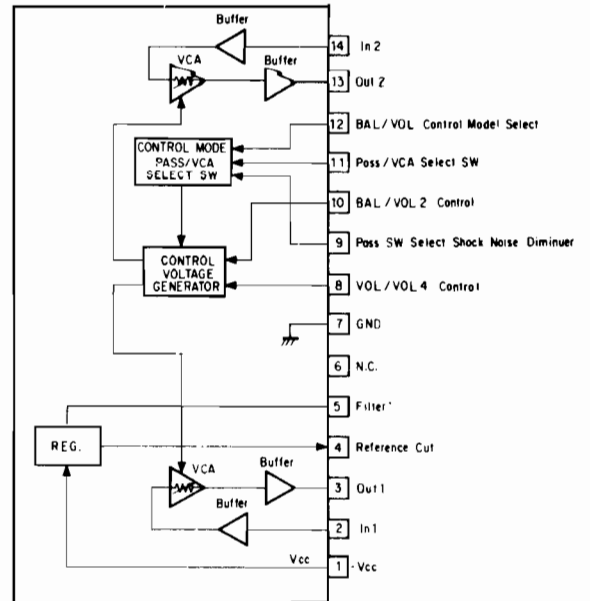 Buffer
14 In 2
VCA
Buffer
13 Out 2
12 BAL/VOL Control Model Select
CONTROL MODE
PASS/VCA
SELECT SW
11 Pass/VCA Select SW
10 BAL/VOL 2 Control
9 Pass SW Select Shock Noise Diminuer
CONTROL
VOLTAGE
GENERATOR
8 VOL/VOL 4 Control
7 GND
6 N.C.
5 Filter
REG.
4 Reference Cut
VCA
Buffer
3 Out 1
Buffer
2 In 1
Vcc
1 Vcc